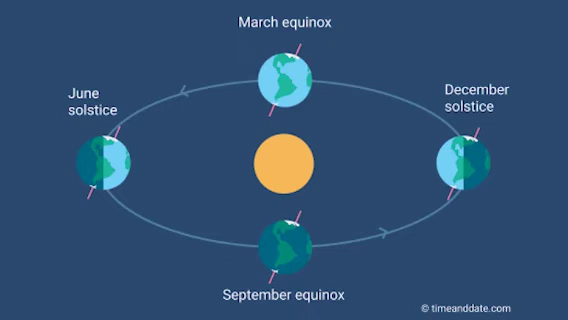 March equinox
June
solstice
December
solstice
September equinox
© timeanddate.com